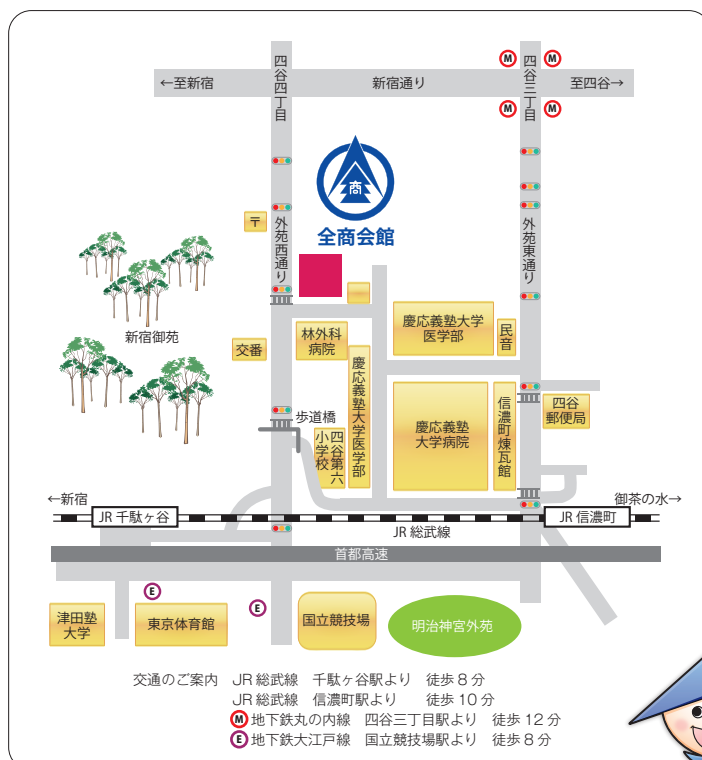 四谷四丁目
四谷三丁目
M
M
←至新宿
新宿通り
至四谷→
M
M
商
全商会館
〒
外苑西通り
外苑東通り
新宿御苑
交番
林外科
病院
慶応義塾大学
医学部
民音
慶応義塾大学医学部
歩道橋
四谷第六
小学校
慶応義塾
大学病院
信濃町煉瓦館
四谷
郵便局
←新宿
御茶の水→
JR 千駄ヶ谷
JR 信濃町
JR 総武線
首都高速
E
E
津田塾
大学
東京体育館
国立競技場
明治神宮外苑
交通のご案内 JR 総武線 千駄ヶ谷駅より 徒歩 8 分
JR 総武線 信濃町駅より 徒歩 10 分
M 地下鉄丸の内線 四谷三丁目駅より 徒歩 12 分
E 地下鉄大江戸線 国立競技場駅より 徒歩 8 分